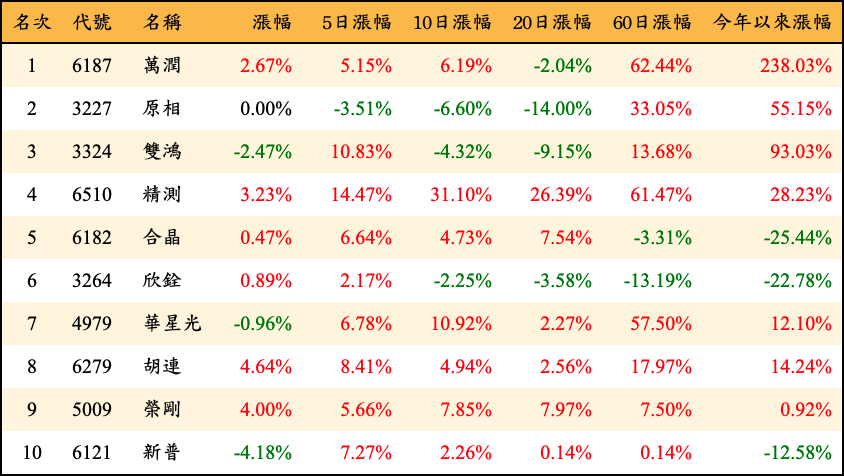 名次 代號 名稱 漲幅 5日漲幅 10日漲幅 20日漲幅 60日漲幅 今年以來漲幅
1 6187 萬潤 2.67% 5.15% 6.19% -2.04% 62.44% 238.03%
2 3227 原相 0.00% -3.51% -6.60% -14.00% 33.05% 55.15%
3 3324 雙鴻 -2.47% 10.83% -4.32% -9.15% 13.68% 93.03%
4 6510 精測 3.23% 14.47% 31.10% 26.39% 61.47% 28.23%
5 6182 合晶 0.47% 6.64% 4.73% 7.54% -3.31% -25.44%
6 3264 欣銓 0.89% 2.17% -2.25% -3.58% -13.19% -22.78%
7 4979 華星光 -0.96% 6.78% 10.92% 2.27% 57.50% 12.10%
8 6279 胡連 4.64% 8.41% 4.94% 2.56% 17.97% 14.24%
9 5009 榮剛 4.00% 5.66% 7.85% 7.97% 7.50% 0.92%
10 6121 新普 -4.18% 7.27% 2.26% 0.14% 0.14% -12.58%